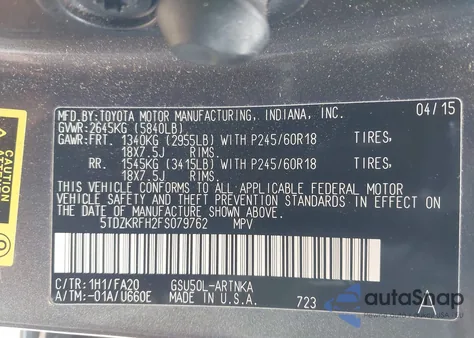 MFD.BY:TOYOTA MOTOR MANUFACTURING, INDIANA, INC. 04/15
GVWR:2645KG (5840LB)
GAWR:FRT. 1340KG (2955LB) WITH P245/60R18 TIRES,
18X7.5J RIMS.
RR. 1545KG (3415LB) WITH P245/60R18 TIRES,
18X7.5J RIMS.
THIS VEHICLE CONFORMS TO ALL APPLICABLE FEDERAL MOTOR
VEHICLE SAFETY AND THEFT PREVENTION STANDARDS IN EFFECT ON
THE DATE OF MANUFACTURE SHOWN ABOVE.
5TDZKRFH2FS079762 MPV
C/TR:1H1/FA20 GSU50L-ARTNKA
A/TM:-01A/U660E MADE IN U.S.A. 723 A
autoSnap
ATTENTION